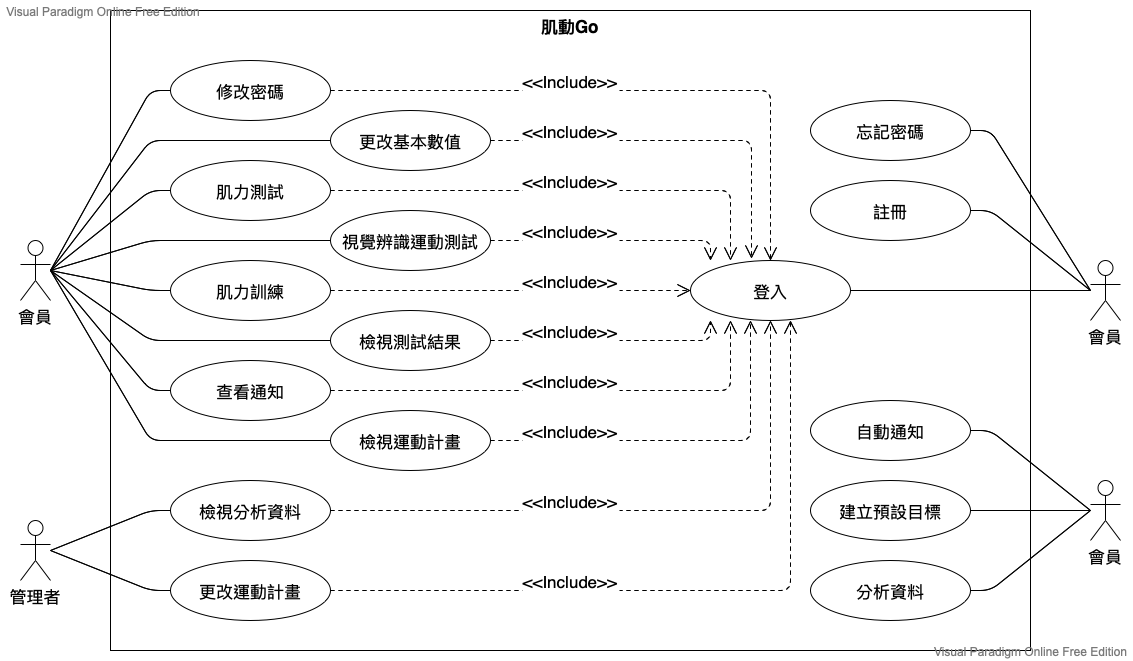 Visual Paradigm Online Free Edition
肌動Go
修改密碼
<<Include>>
更改基本數值
<<Include>>
忘記密碼
肌力測試
<<Include>>
註冊
視覺辨識運動測試
<<Include>>
會員
肌力訓練
<<Include>>
登入
會員
檢視測試結果
<<Include>>
查看通知
<<Include>>
檢視運動計畫
<<Include>>
自動通知
檢視分析資料
<<Include>>
建立預設目標
會員
管理者
更改運動計畫
<<Include>>
分析資料
Visual Paradigm Online Free Edition